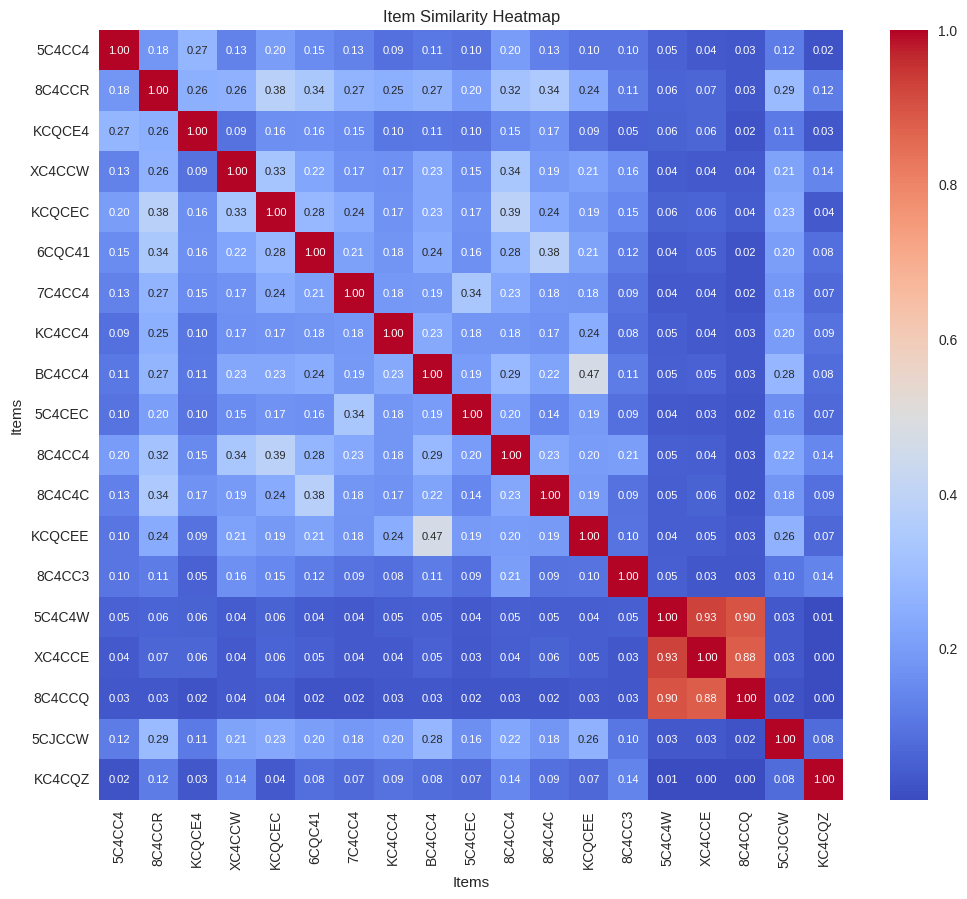 Item Similarity Heatmap
5C4CC4 1.00 0.18 0.27 0.13 0.20 0.15 0.13 0.09 0.11 0.10 0.20 0.13 0.10 0.10 0.05 0.04 0.03 0.12 0.02
8C4CCR 0.18 1.00 0.26 0.26 0.38 0.34 0.27 0.25 0.27 0.20 0.32 0.34 0.24 0.11 0.06 0.07 0.03 0.29 0.12
KCQCE4 0.27 0.26 1.00 0.09 0.16 0.16 0.15 0.10 0.11 0.10 0.15 0.17 0.09 0.05 0.06 0.06 0.02 0.11 0.03
XC4CCW 0.13 0.26 0.09 1.00 0.33 0.22 0.17 0.17 0.23 0.15 0.34 0.19 0.21 0.16 0.04 0.04 0.04 0.21 0.14
KCQCEC 0.20 0.38 0.16 0.33 1.00 0.28 0.24 0.17 0.23 0.17 0.39 0.24 0.19 0.15 0.06 0.06 0.04 0.23 0.04
6CQC41 0.15 0.34 0.16 0.22 0.28 1.00 0.21 0.18 0.24 0.16 0.28 0.38 0.21 0.12 0.04 0.05 0.02 0.20 0.08
7C4CC4 0.13 0.27 0.15 0.17 0.24 0.21 1.00 0.18 0.19 0.34 0.23 0.18 0.18 0.09 0.04 0.04 0.02 0.18 0.07
KC4CC4 0.09 0.25 0.10 0.17 0.17 0.18 0.18 1.00 0.23 0.18 0.18 0.17 0.24 0.08 0.05 0.04 0.03 0.20 0.09
BC4CC4 0.11 0.27 0.11 0.23 0.23 0.24 0.19 0.23 1.00 0.19 0.29 0.22 0.47 0.11 0.05 0.05 0.03 0.28 0.08
5C4CEC 0.10 0.20 0.10 0.15 0.17 0.16 0.34 0.18 0.19 1.00 0.20 0.14 0.19 0.09 0.04 0.03 0.02 0.16 0.07
8C4CC4 0.20 0.32 0.15 0.34 0.39 0.28 0.23 0.18 0.29 0.20 1.00 0.23 0.20 0.21 0.05 0.04 0.03 0.22 0.14
8C4C4C 0.13 0.34 0.17 0.19 0.24 0.38 0.18 0.17 0.22 0.14 0.23 1.00 0.19 0.09 0.05 0.06 0.02 0.18 0.09
KCQCEE 0.10 0.24 0.09 0.21 0.19 0.21 0.18 0.24 0.47 0.19 0.20 0.19 1.00 0.10 0.04 0.05 0.03 0.26 0.07
8C4CC3 0.10 0.11 0.05 0.16 0.15 0.12 0.09 0.08 0.11 0.09 0.21 0.09 0.10 1.00 0.05 0.03 0.03 0.10 0.14
5C4C4W 0.05 0.06 0.06 0.04 0.06 0.04 0.04 0.05 0.05 0.04 0.05 0.05 0.04 0.05 1.00 0.93 0.90 0.03 0.01
XC4CCE 0.04 0.07 0.06 0.04 0.06 0.05 0.04 0.04 0.05 0.03 0.04 0.06 0.05 0.03 0.93 1.00 0.88 0.03 0.00
8C4CCQ 0.03 0.03 0.02 0.04 0.04 0.02 0.02 0.03 0.03 0.02 0.03 0.02 0.03 0.03 0.90 0.88 1.00 0.02 0.00
5CJCCW 0.12 0.29 0.11 0.21 0.23 0.20 0.18 0.20 0.28 0.16 0.22 0.18 0.26 0.10 0.03 0.03 0.02 1.00 0.08
KC4CQZ 0.02 0.12 0.03 0.14 0.04 0.08 0.07 0.09 0.08 0.07 0.14 0.09 0.07 0.14 0.01 0.00 0.00 0.08 1.00
Items
5C4CC4 8C4CCR KCQCE4 XC4CCW KCQCEC 6CQC41 7C4CC4 KC4CC4 BC4CC4 5C4CEC 8C4CC4 8C4C4C KCQCEE 8C4CC3 5C4C4W XC4CCE 8C4CCQ 5CJCCW KC4CQZ
Items
1.0
0.8
0.6
0.4
0.2